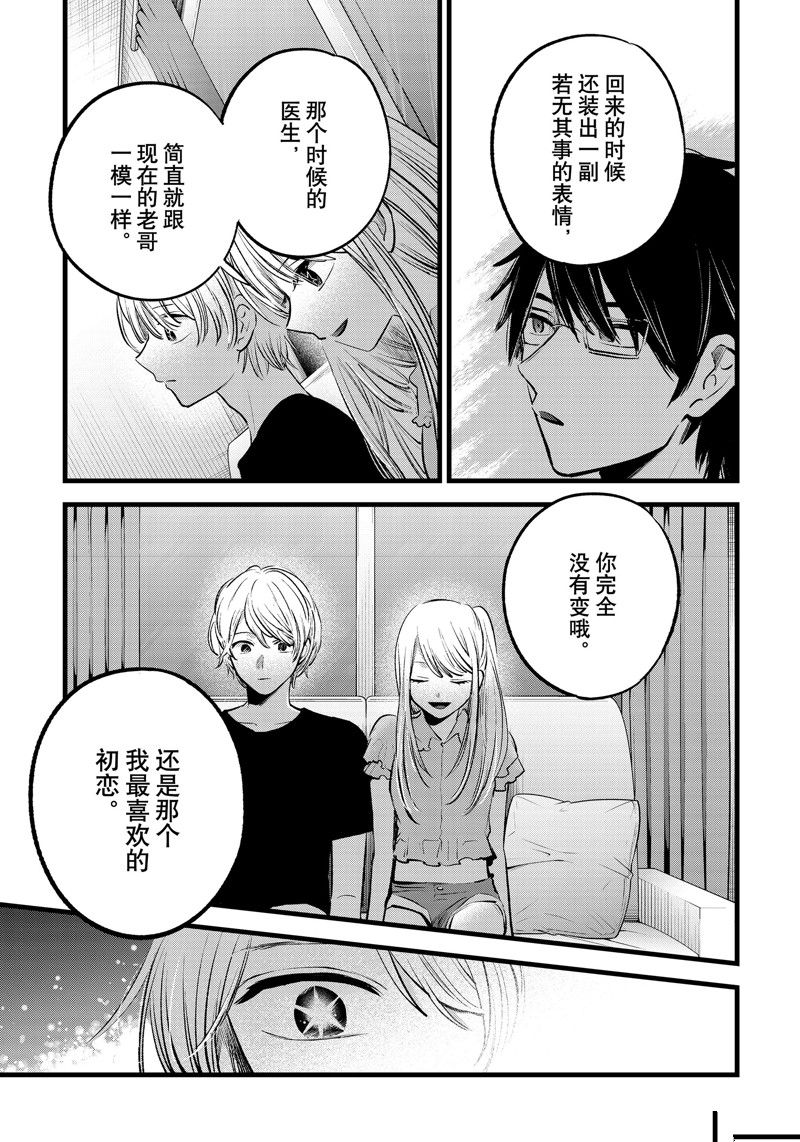 回来的时候
还装出一副
若无其事的表情，
那个时候的
医生，
简直就跟
现在的老哥
一模一样。
你完全
没有变哦。
还是那个
我最喜欢的
初恋。